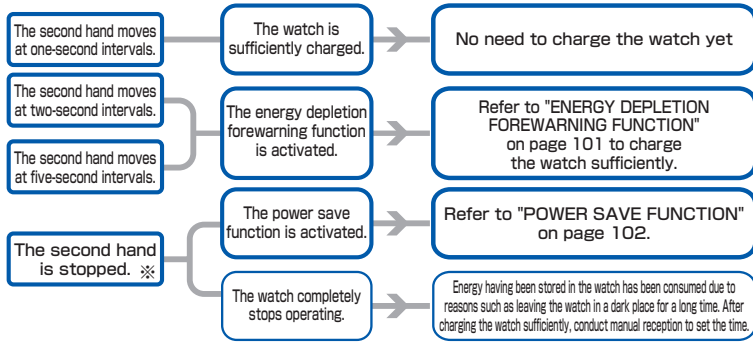 The second hand moves
at one-second intervals.
The watch is
sufficiently charged.
No need to charge the watch yet
The second hand moves
at two-second intervals.
The second hand moves
at five-second intervals.
The energy depletion
forewarning function
is activated.
Refer to "ENERGY DEPLETION
FOREWARNING FUNCTION"
on page 101 to charge
the watch sufficiently.
The second hand
is stopped. ※
The power save
function is activated.
Refer to "POWER SAVE FUNCTION"
on page 102.
The watch completely
stops operating.
Energy having been stored in the watch has been consumed due to
reasons such as leaving the watch in a dark place for a long time. After
charging the watch sufficiently, conduct manual reception to set the time.